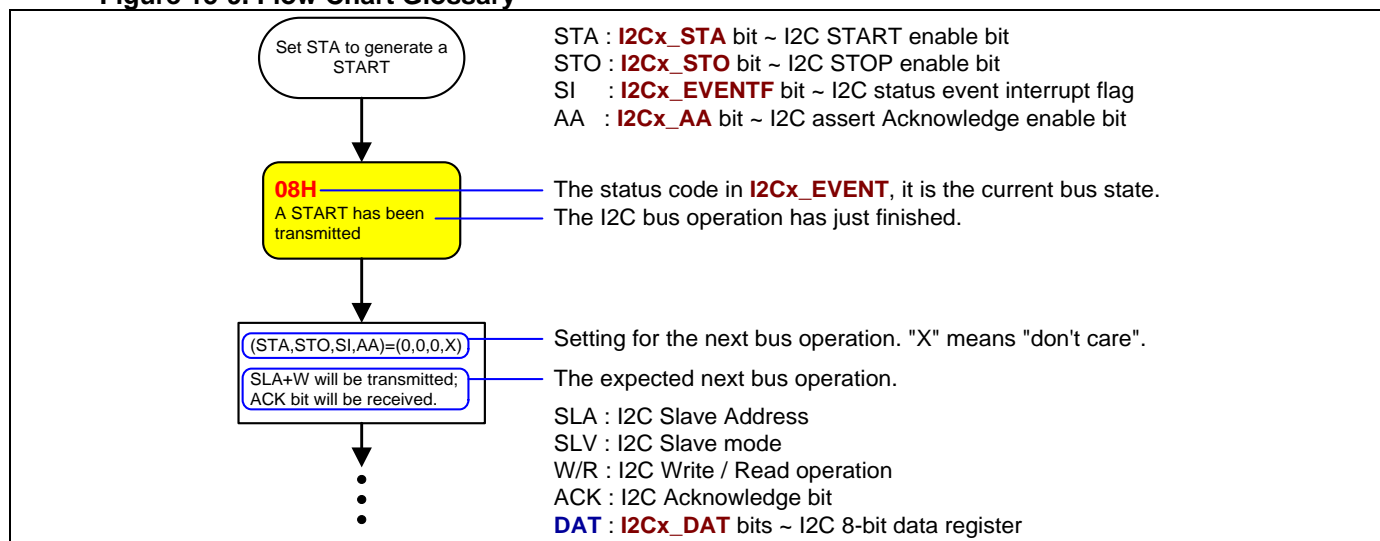 Set STA to generate a
START
STA : I2Cx_STA bit ~ I2C START enable bit
STO : I2Cx_STO bit ~ I2C STOP enable bit
SI : I2Cx_EVENTF bit ~ I2C status event interrupt flag
AA : I2Cx_AA bit ~ I2C assert Acknowledge enable bit
08H
A START has been
transmitted
The status code in I2Cx_EVENT, it is the current bus state.
The I2C bus operation has just finished.
(STA,STO,SI,AA)=(0,0,0,X)
SLA+W will be transmitted;
ACK bit will be received.
Setting for the next bus operation. "X" means "don't care".
The expected next bus operation.
SLA : I2C Slave Address
SLV : I2C Slave mode
W/R : I2C Write / Read operation
ACK : I2C Acknowledge bit
DAT : I2Cx_DAT bits ~ I2C 8-bit data register